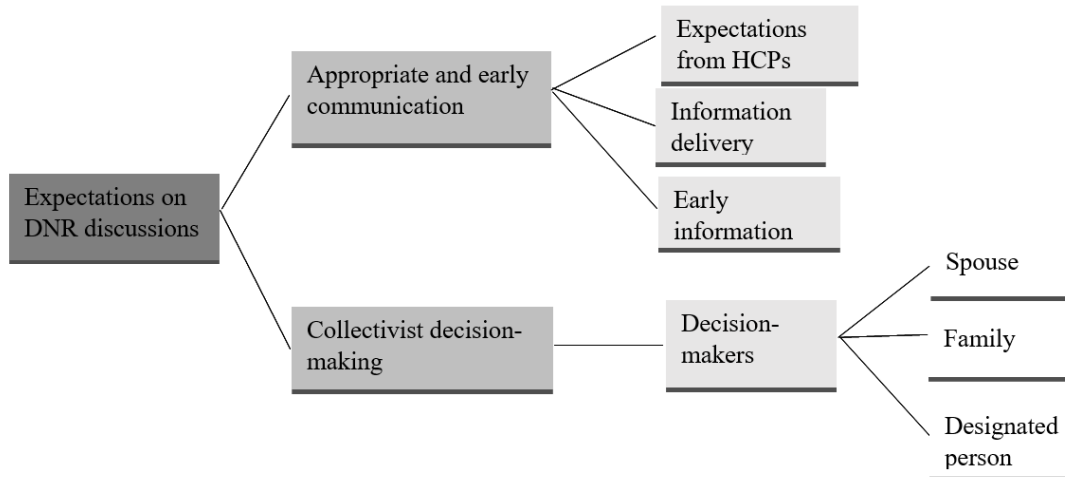 Expectations on
DNR discussions
Appropriate and early
communication
Expectations
from HCPs
Information
delivery
Early
information
Collectivist decision-
making
Decision-
makers
Spouse
Family
Designated
person